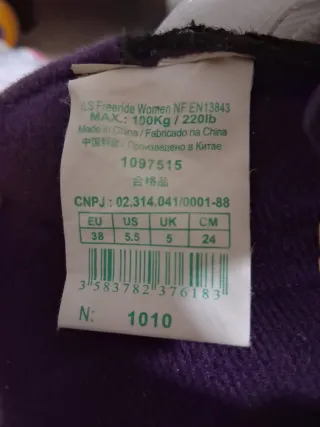 ILS Freeride Women NF EN13843
MAX.: 100Kg / 220lb
Made in China / Fabricado na China
中国制造 / Произведено в Китае
1097515
合格品
CNPJ : 02.314.041/0001-88
EU US UK CM
38 5.5 5 24
3 583782 376183
N: 1010